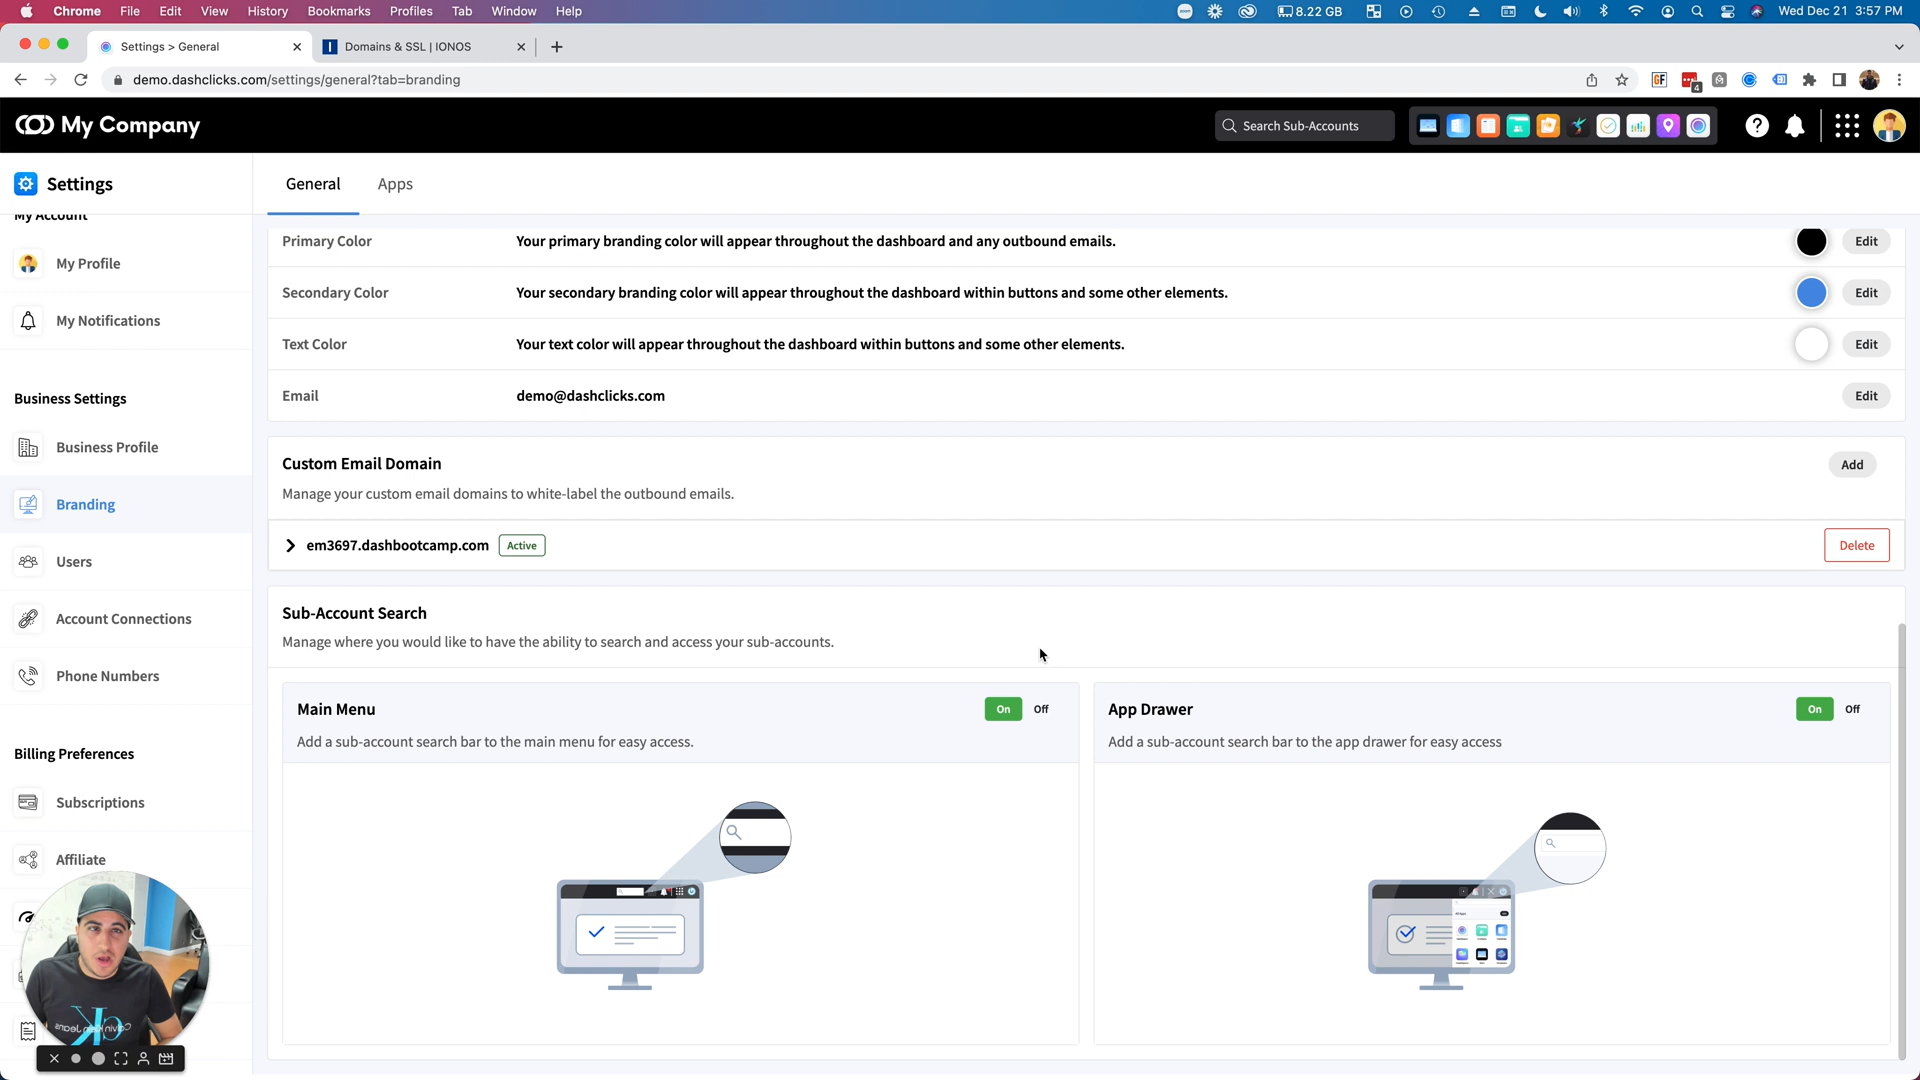 Chrome File Edit View History Bookmarks Profiles Tab Window Help 8.22 GB Wed Dec 21 3:57 PM
Settings > General Domains & SSL | IONOS
demo.dashclicks.com/settings/general?tab=branding GF 4
My Company Search Sub-Accounts
Settings General Apps
My Account
Primary Color Your primary branding color will appear throughout the dashboard and any outbound emails. Edit
My Profile
Secondary Color Your secondary branding color will appear throughout the dashboard within buttons and some other elements. Edit
My Notifications
Text Color Your text color will appear throughout the dashboard within buttons and some other elements. Edit
Email demo@dashclicks.com Edit
Business Settings
Business Profile
Custom Email Domain Add
Manage your custom email domains to white-label the outbound emails.
Branding
em3697.dashbootcamp.com Active Delete
Users
Sub-Account Search
Account Connections
Manage where you would like to have the ability to search and access your sub-accounts.
Phone Numbers
Main Menu On Off App Drawer On Off
Add a sub-account search bar to the main menu for easy access. Add a sub-account search bar to the app drawer for easy access
Billing Preferences
Subscriptions
Affiliate